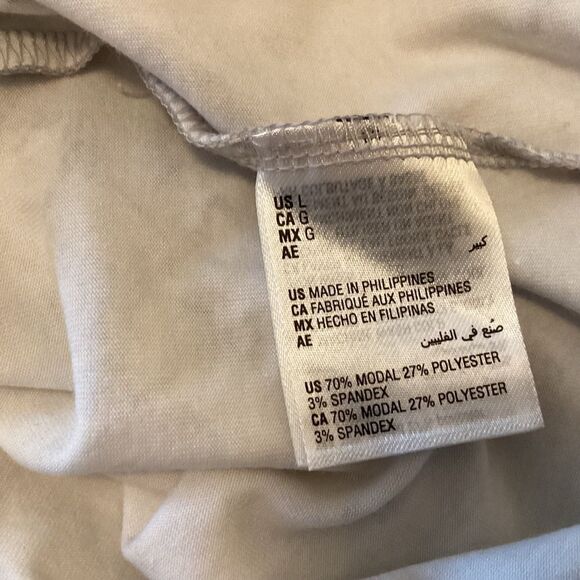 US L
CA G
MX G
AE كبير
US MADE IN PHILIPPINES
CA FABRIQUÉ AUX PHILIPPINES
MX HECHO EN FILIPINAS
AE صنع في الفلبين
US 70% MODAL 27% POLYESTER
3% SPANDEX
CA 70% MODAL 27% POLYESTER
3% SPANDEX